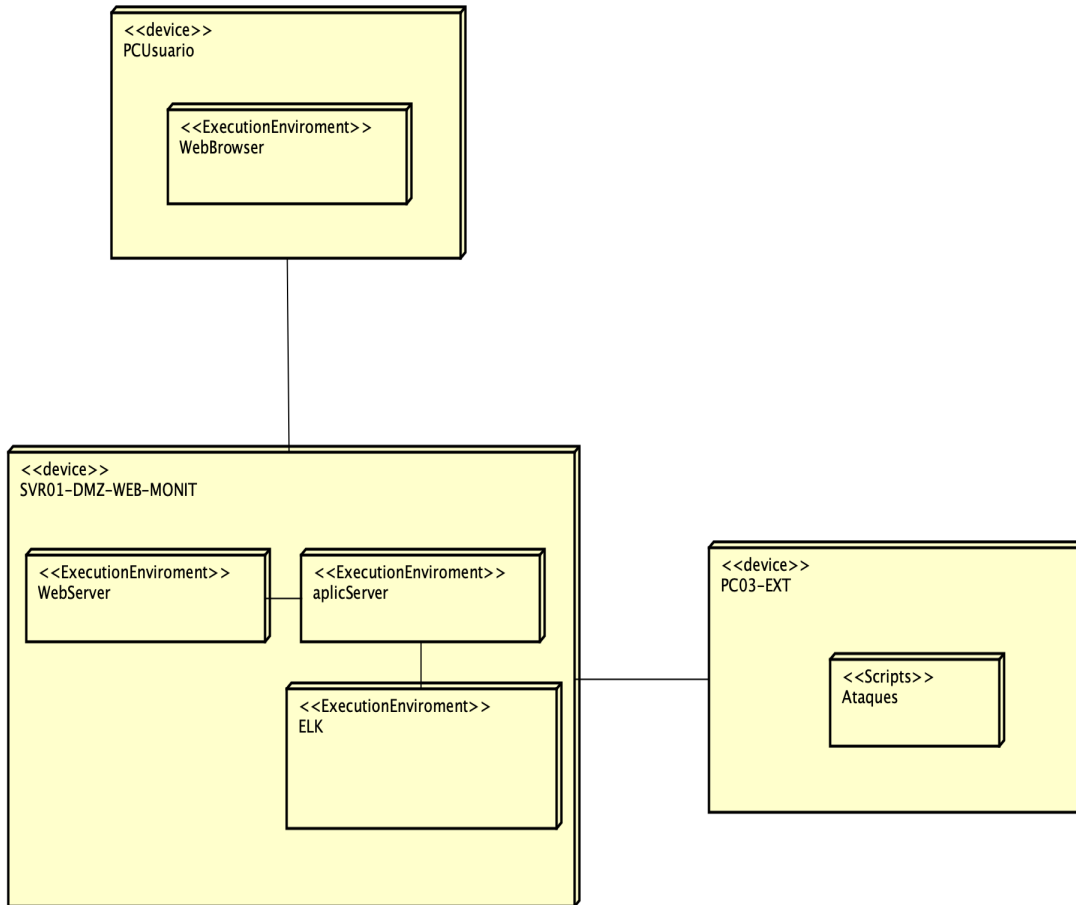 <<device>>
PCUsuario
<<ExecutionEnviroment>>
WebBrowser
<<device>>
SVR01-DMZ-WEB-MONIT
<<ExecutionEnviroment>>
WebServer
<<ExecutionEnviroment>>
aplicServer
<<ExecutionEnviroment>>
ELK
<<device>>
PC03-EXT
<<Scripts>>
Ataques